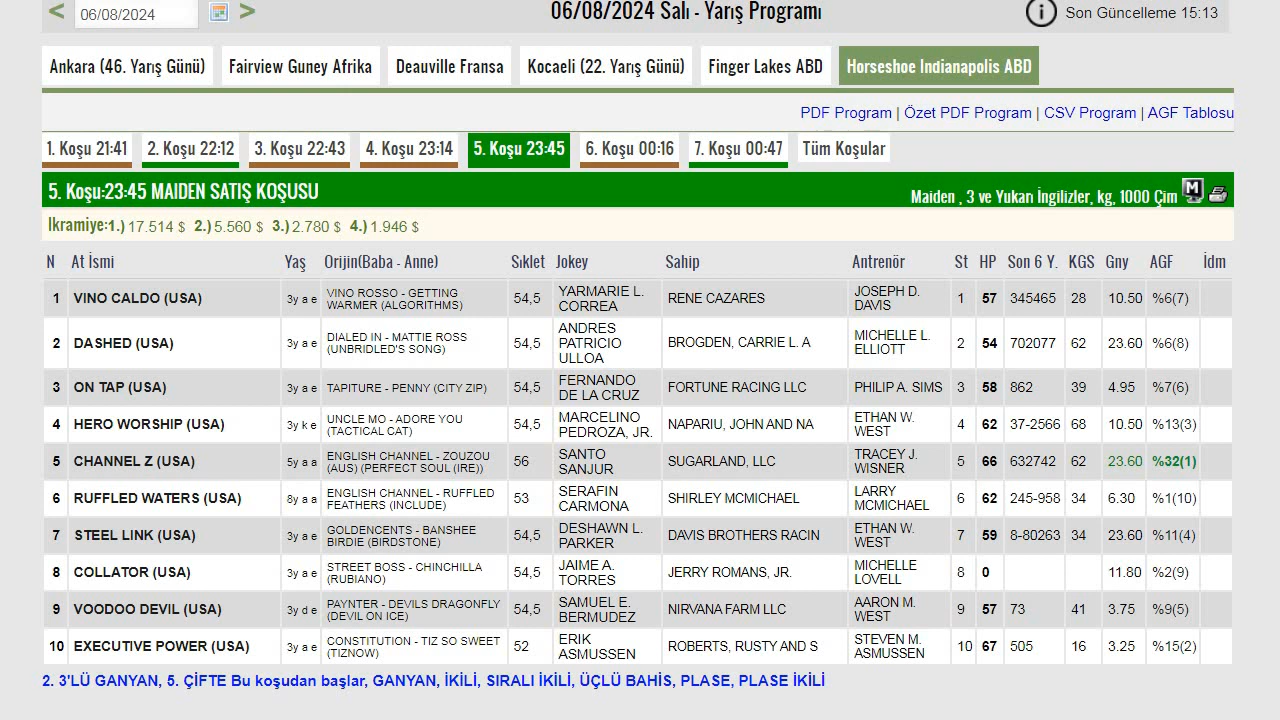 < 06/08/2024 > 06/08/2024 Salı - Yarış Programı i Son Güncelleme 15:13
Ankara (46. Yarış Günü) Fairview Guney Afrika Deauville Fransa Kocaeli (22. Yarış Günü) Finger Lakes ABD Horseshoe Indianapolis ABD
PDF Program | Özet PDF Program | CSV Program | AGF Tablosu
1. Koşu 21:41 2. Koşu 22:12 3. Koşu 22:43 4. Koşu 23:14 5. Koşu 23:45 6. Koşu 00:16 7. Koşu 00:47 Tüm Koşular
5. Koşu:23:45 MAIDEN SATIŞ KOŞUSU Maiden , 3 ve Yukarı İngilizler, kg, 1000 Çim M
İkramiye:1.) 17.514 $ 2.) 5.560 $ 3.) 2.780 $ 4.) 1.946 $
N At İsmi Yaş Orijin(Baba - Anne) Sıklet Jokey Sahip Antrenör St HP Son 6 Y. KGS Gny AGF İdm
1 VINO CALDO (USA) 3y a e VINO ROSSO - GETTING WARMER (ALGORITHMS) 54,5 YARMARIE L. CORREA RENE CAZARES JOSEPH D. DAVIS 1 57 345465 28 10.50 %6(7)
2 DASHED (USA) 3y a e DIALED IN - MATTIE ROSS (UNBRIDLED'S SONG) 54,5 ANDRES PATRICIO ULLOA BROGDEN, CARRIE L. A MICHELLE L. ELLIOTT 2 54 702077 62 23.60 %6(8)
3 ON TAP (USA) 3y a e TAPITURE - PENNY (CITY ZIP) 54,5 FERNANDO DE LA CRUZ FORTUNE RACING LLC PHILIP A. SIMS 3 58 862 39 4.95 %7(6)
4 HERO WORSHIP (USA) 3y k e UNCLE MO - ADORE YOU (TACTICAL CAT) 54,5 MARCELINO PEDROZA, JR. NAPARIU, JOHN AND NA ETHAN W. WEST 4 62 37-2566 68 10.50 %13(3)
5 CHANNEL Z (USA) 5y a a ENGLISH CHANNEL - ZOUZOU (AUS) (PERFECT SOUL (IRE)) 56 SANTO SANJUR SUGARLAND, LLC TRACEY J. WISNER 5 66 632742 62 23.60 %32(1)
6 RUFFLED WATERS (USA) 8y a a ENGLISH CHANNEL - RUFFLED FEATHERS (INCLUDE) 53 SERAFIN CARMONA SHIRLEY MCMICHAEL LARRY MCMICHAEL 6 62 245-958 34 6.30 %1(10)
7 STEEL LINK (USA) 3y a e GOLDENCENTS - BANSHEE BIRDIE (BIRDSTONE) 54,5 DESHAWN L. PARKER DAVIS BROTHERS RACIN ETHAN W. WEST 7 59 8-80263 34 23.60 %11(4)
8 COLLATOR (USA) 3y a e STREET BOSS - CHINCHILLA (RUBIANO) 54,5 JAIME A. TORRES JERRY ROMANS, JR. MICHELLE LOVELL 8 0 11.80 %2(9)
9 VOODOO DEVIL (USA) 3y d e PAYNTER - DEVILS DRAGONFLY (DEVIL ON ICE) 54,5 SAMUEL E. BERMUDEZ NIRVANA FARM LLC AARON M. WEST 9 57 73 41 3.75 %9(5)
10 EXECUTIVE POWER (USA) 3y a e CONSTITUTION - TIZ SO SWEET (TIZNOW) 52 ERIK ASMUSSEN ROBERTS, RUSTY AND S STEVEN M. ASMUSSEN 10 67 505 16 3.25 %15(2)
2. 3'LÜ GANYAN, 5. ÇİFTE Bu koşudan başlar, GANYAN, İKİLİ, SIRALI İKİLİ, ÜÇLÜ BAHİS, PLASE, PLASE İKİLİ